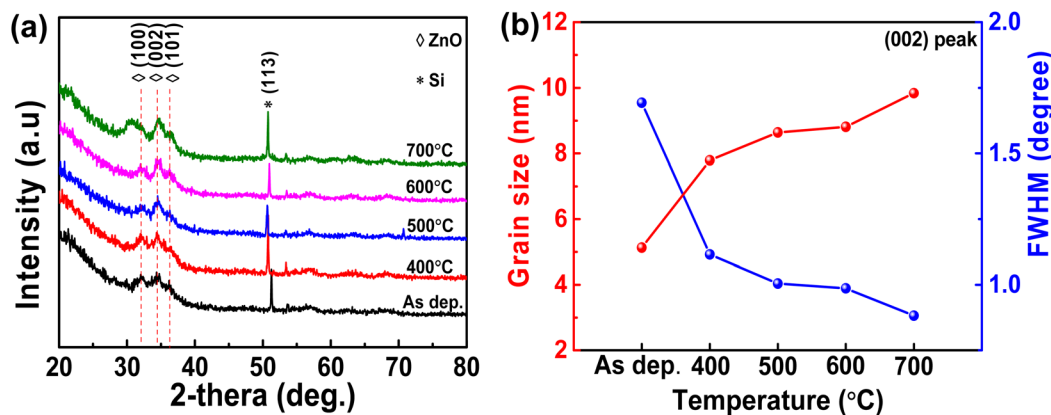 (a)
◊ (100)
◊ (002)
◊ (101)
◊ ZnO
* Si
* (113)
700°C
600°C
500°C
400°C
As dep.
Intensity (a.u)
20 30 40 50 60 70 80
2-thera (deg.)
(b)
(002) peak
12
10
8
6
4
2
Grain size (nm)
2.0
1.5
1.0
FWHM (degree)
As dep. 400 500 600 700
Temperature (°C)